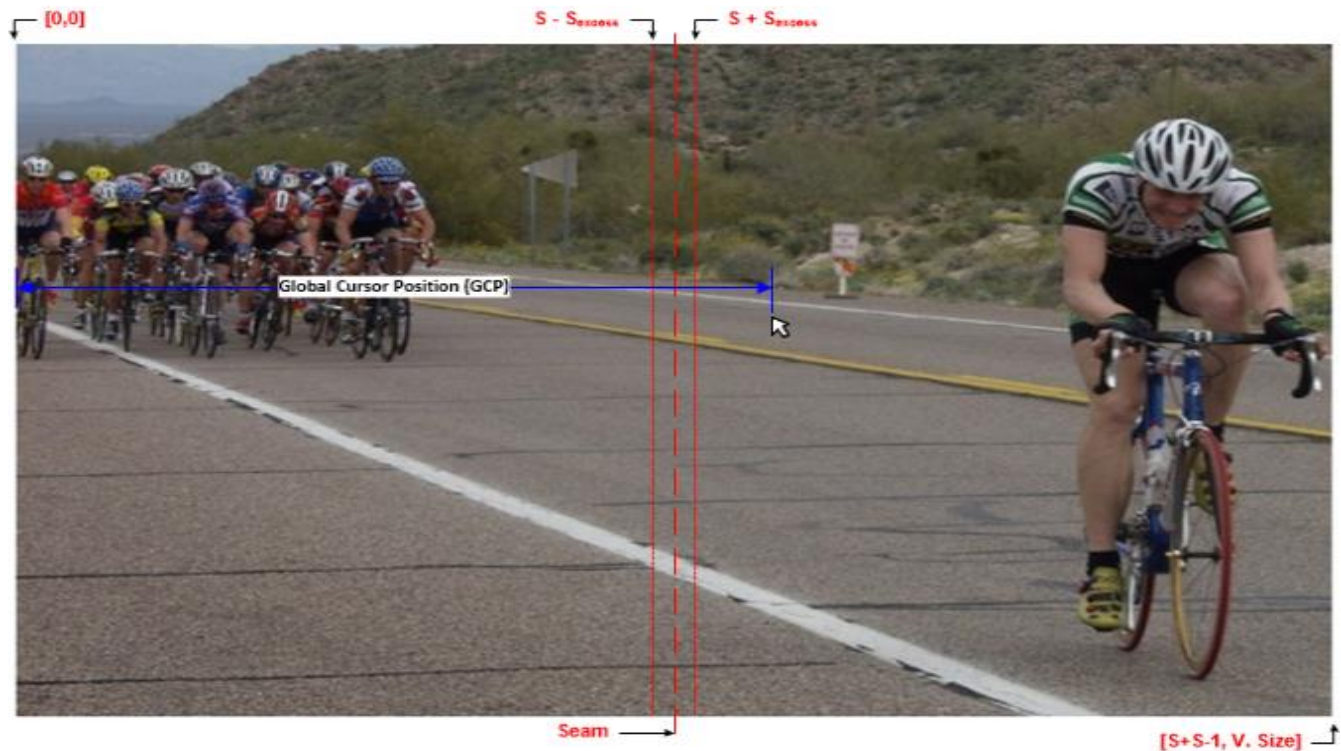 [0,0]
S - Sexcess
S + Sexcess
Global Cursor Position (GCP)
Seam
[S+S-1, V. Size]